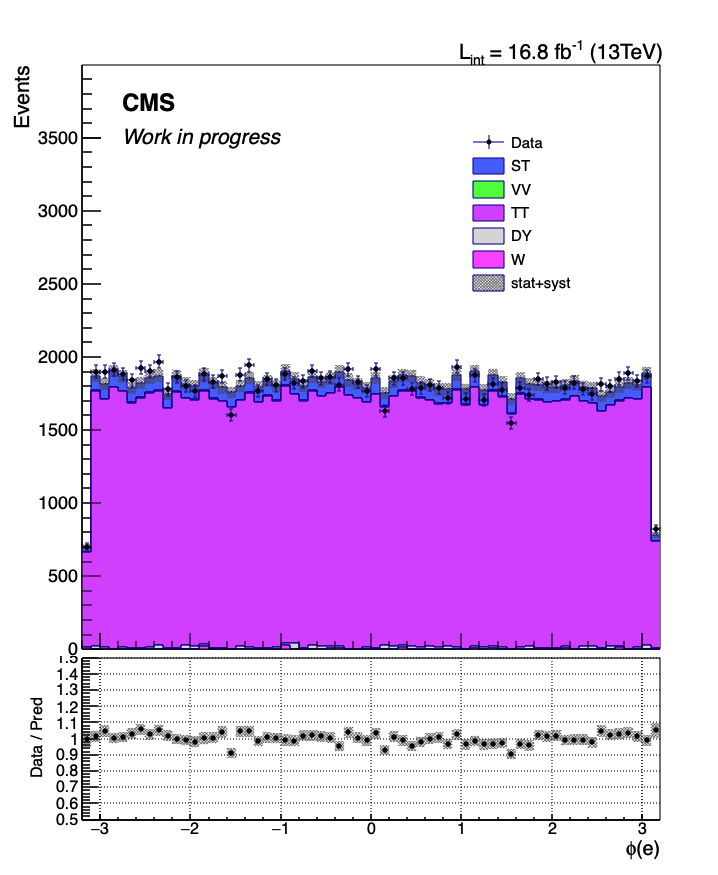 L_int = 16.8 fb⁻¹ (13TeV)
Events
CMS
Work in progress
Data
ST
VV
TT
DY
W
stat+syst
3500
3000
2500
2000
1500
1000
500
0
Data / Pred
1.5
1.4
1.3
1.2
1.1
1
0.9
0.8
0.7
0.6
0.5
−3 −2 −1 0 1 2 3
ϕ(e)